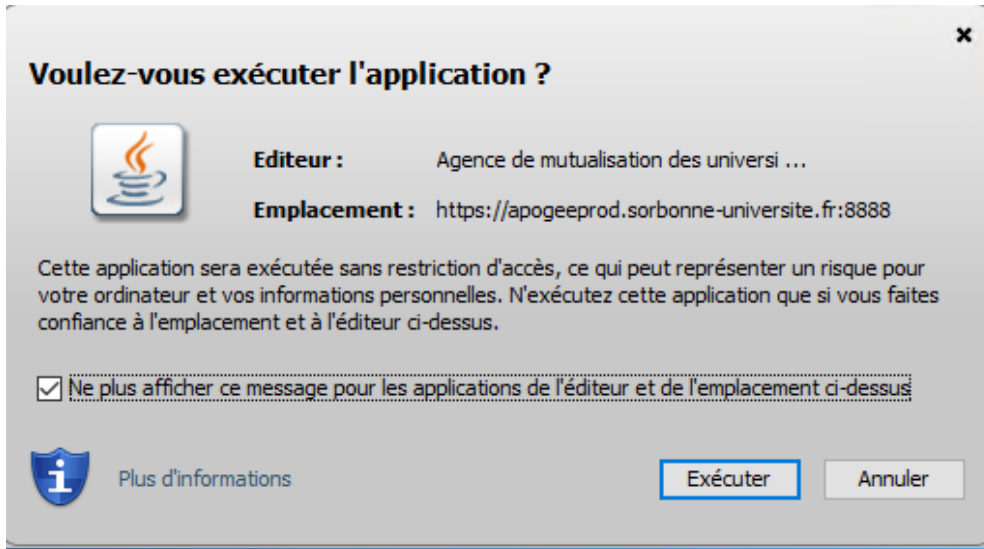 Voulez-vous exécuter l'application ?
Editeur : Agence de mutualisation des universi ...
Emplacement : https://apogeeprod.sorbonne-universite.fr:8888
Cette application sera exécutée sans restriction d'accès, ce qui peut représenter un risque pour
votre ordinateur et vos informations personnelles. N'exécutez cette application que si vous faites
confiance à l'emplacement et à l'éditeur ci-dessus.
Ne plus afficher ce message pour les applications de l'éditeur et de l'emplacement ci-dessus
Plus d'informations Exécuter Annuler